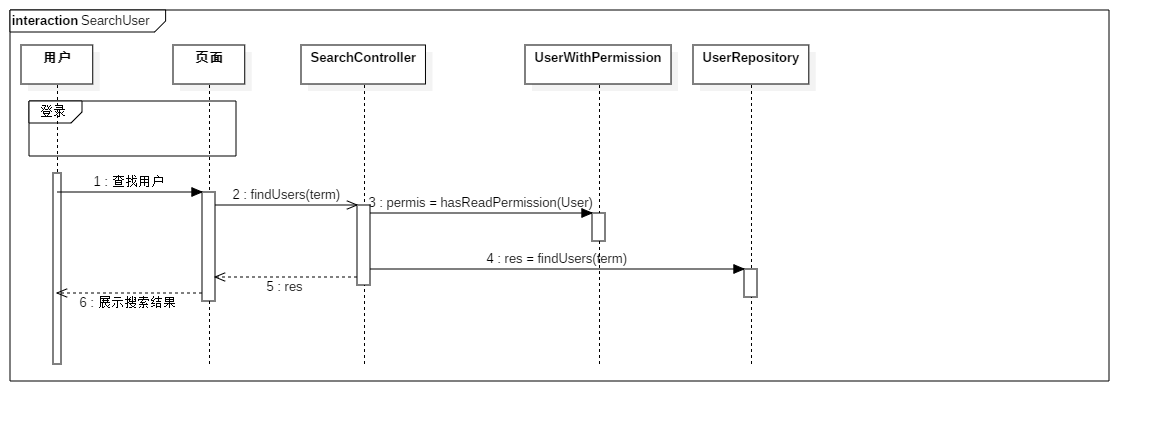 interaction SearchUser
用户
页面
SearchController
UserWithPermission
UserRepository
登录
1 : 查找用户
2 : findUsers(term)
3 : permis = hasReadPermission(User)
4 : res = findUsers(term)
5 : res
6 : 展示搜索结果